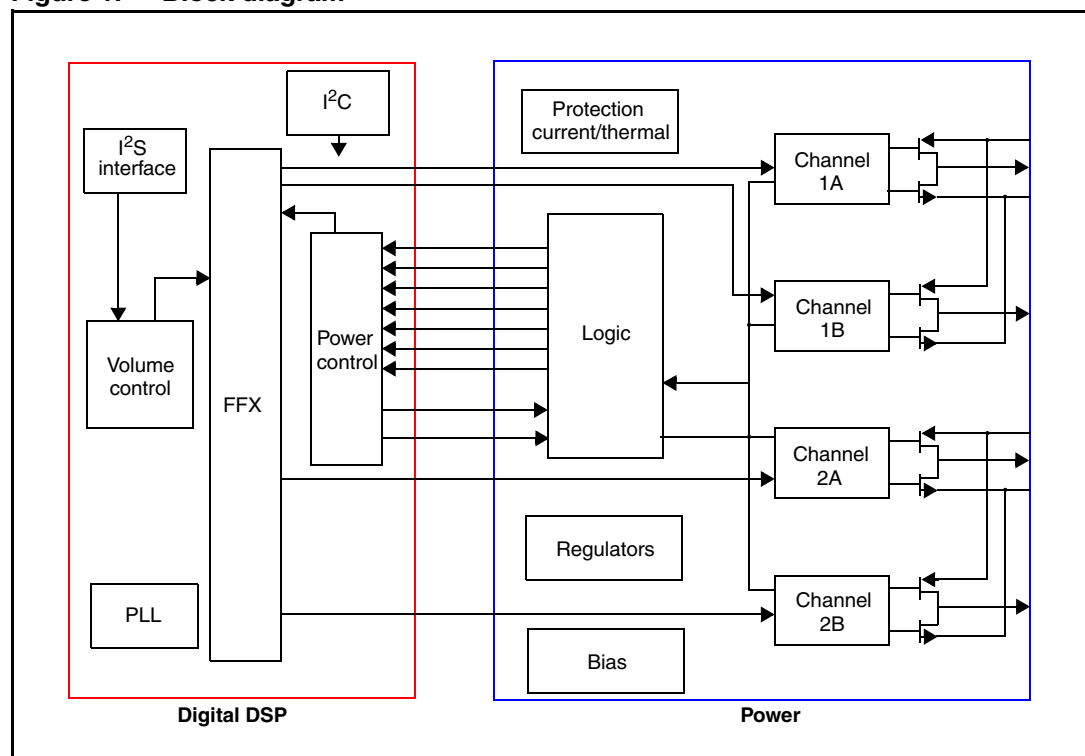 Figure 1. Block diagram
I²C
Protection
current/thermal
I²S
interface
Channel
1A
Channel
1B
Logic
Power
control
Volume
control
FFX
Channel
2A
Regulators
Channel
2B
PLL
Bias
Digital DSP
Power